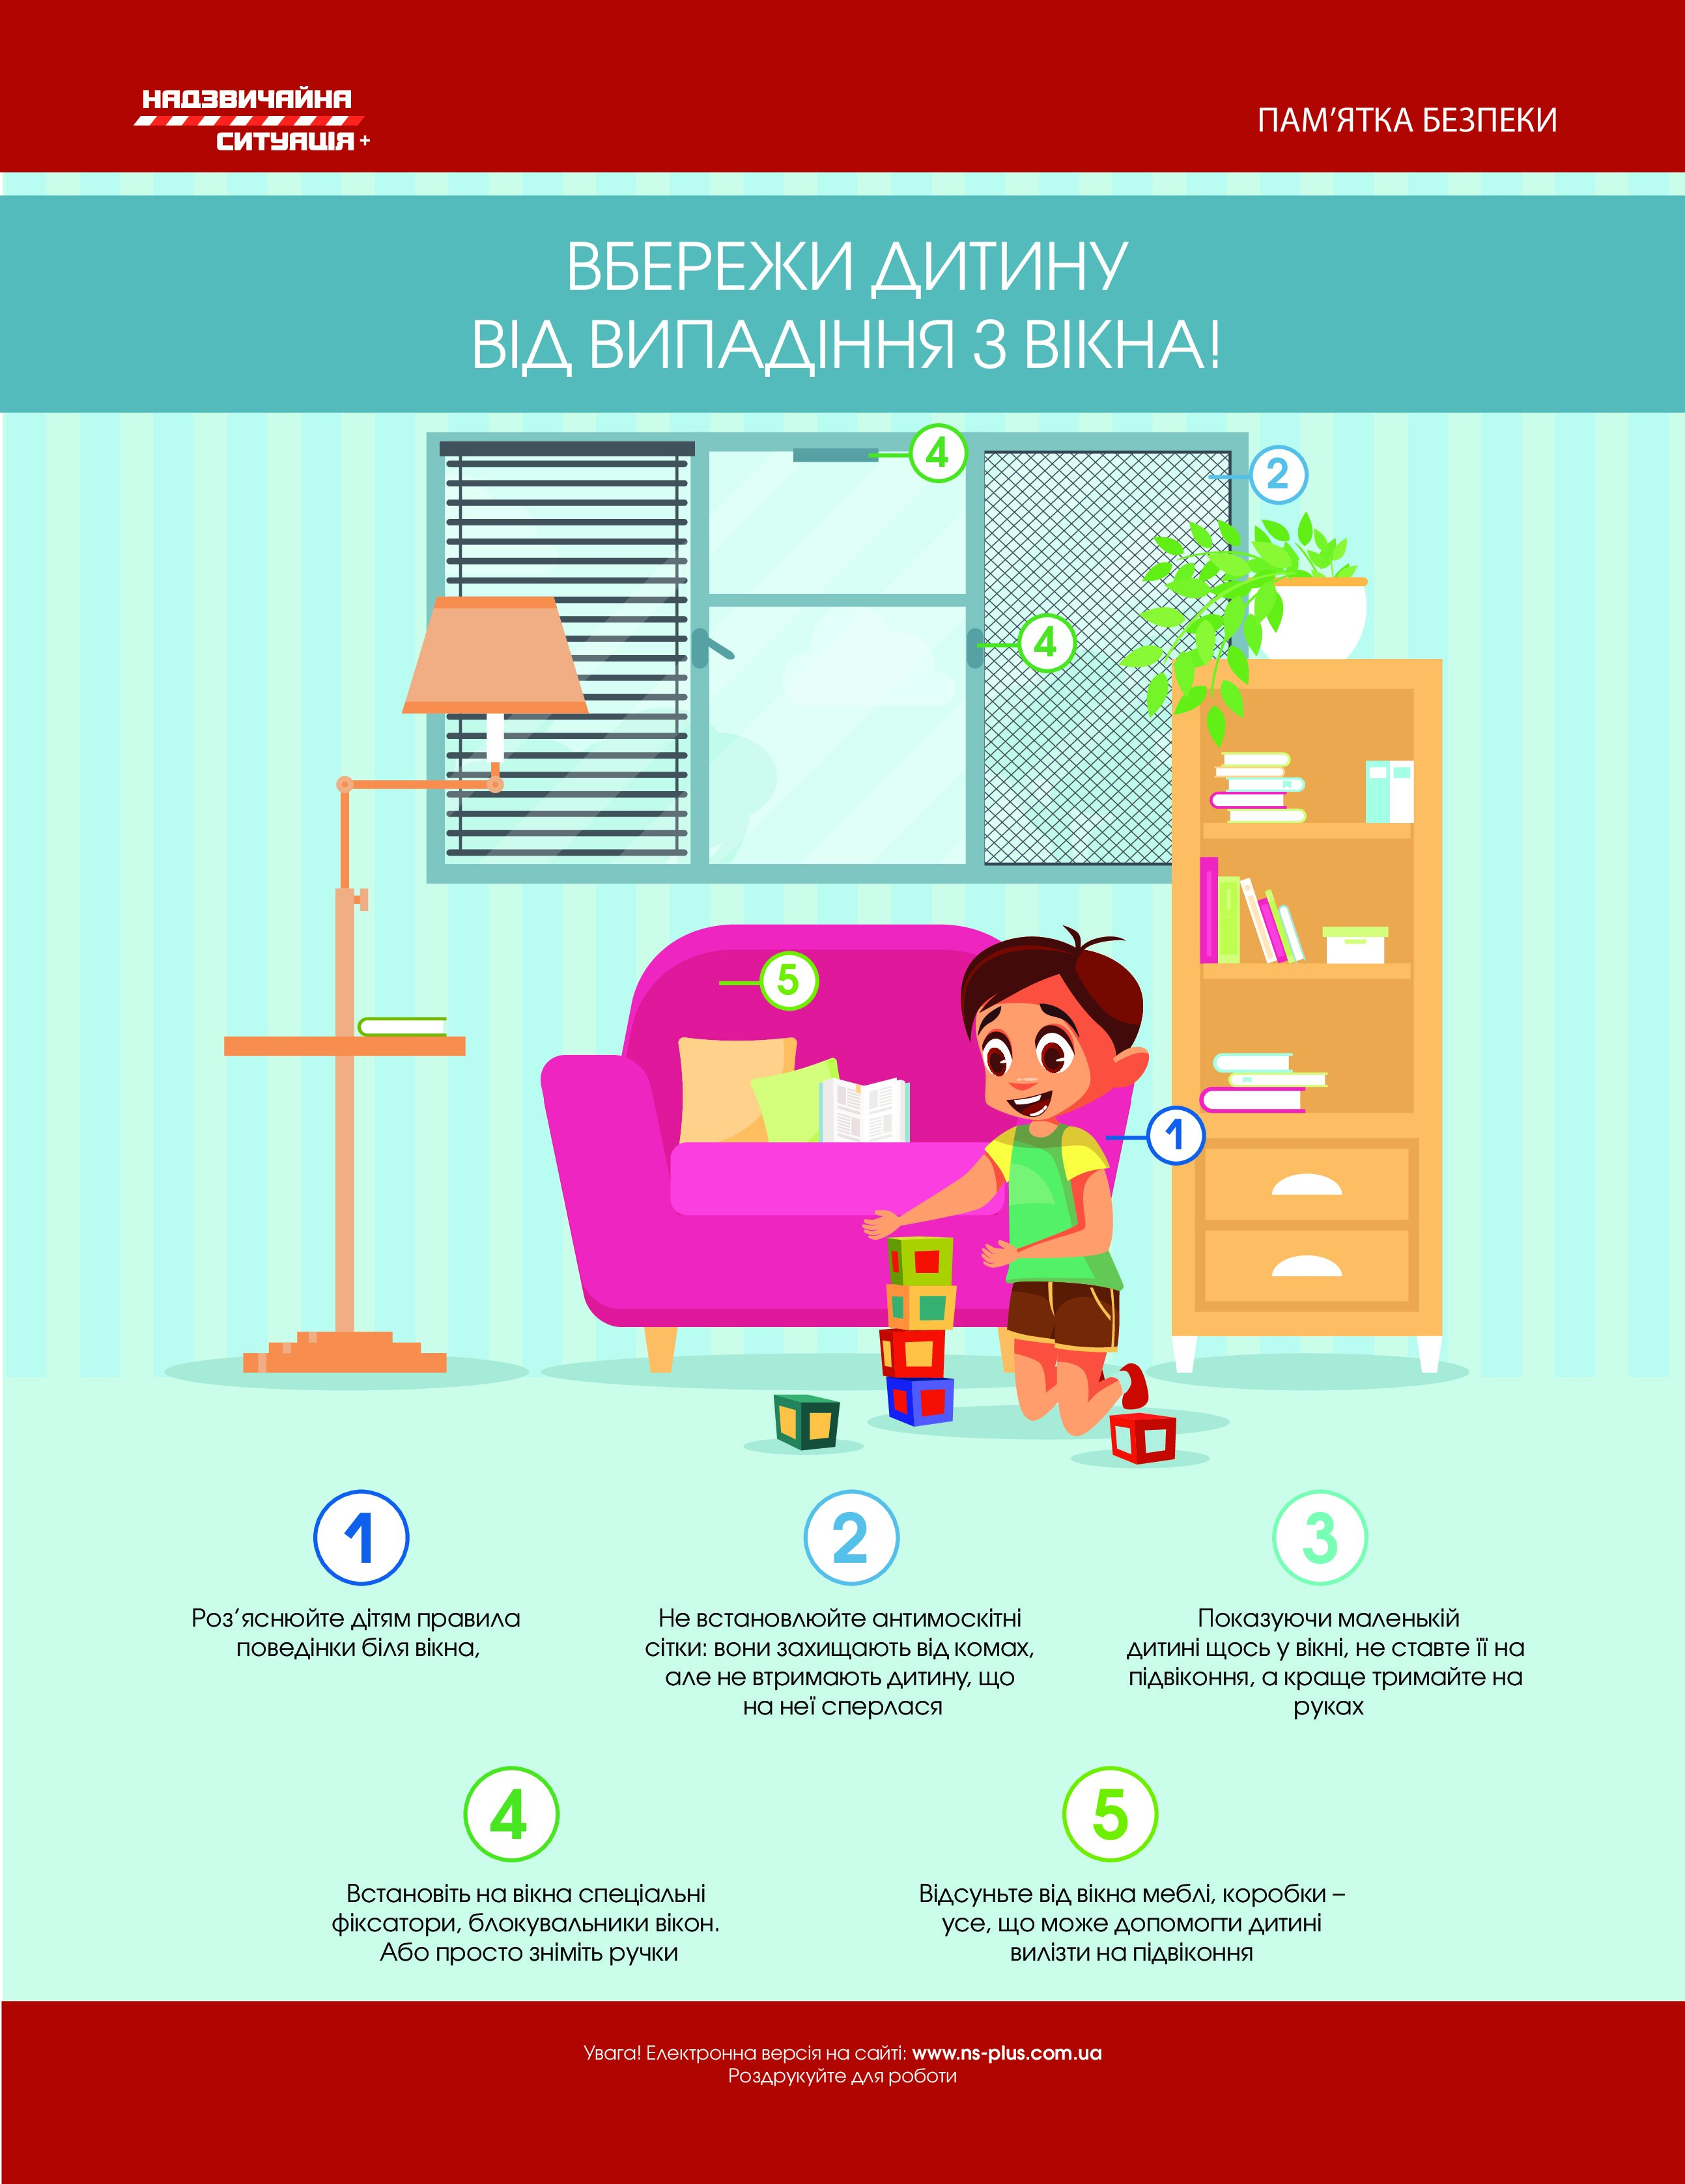 НАДЗВИЧАЙНА
СИТУАЦІЯ+
ПАМ’ЯТКА БЕЗПЕКИ
ВБЕРЕЖИ ДИТИНУ
ВІД ВИПАДІННЯ З ВІКНА!
4
2
4
5
1
1
Роз’яснюйте дітям правила
поведінки біля вікна,
2
Не встановлюйте антимоскітні
сітки: вони захищають від комах,
але не втримають дитину, що
на неї сперлася
3
Показуючи маленькій
дитині щось у вікні, не ставте її на
підвіконня, а краще тримайте на
руках
4
Встановіть на вікна спеціальні
фіксатори, блокувальники вікон.
Або просто зніміть ручки
5
Відсуньте від вікна меблі, коробки –
усе, що може допомогти дитині
вилізти на підвіконня
Увага! Електронна версія на сайті: www.ns-plus.com.ua
Роздрукуйте для роботи